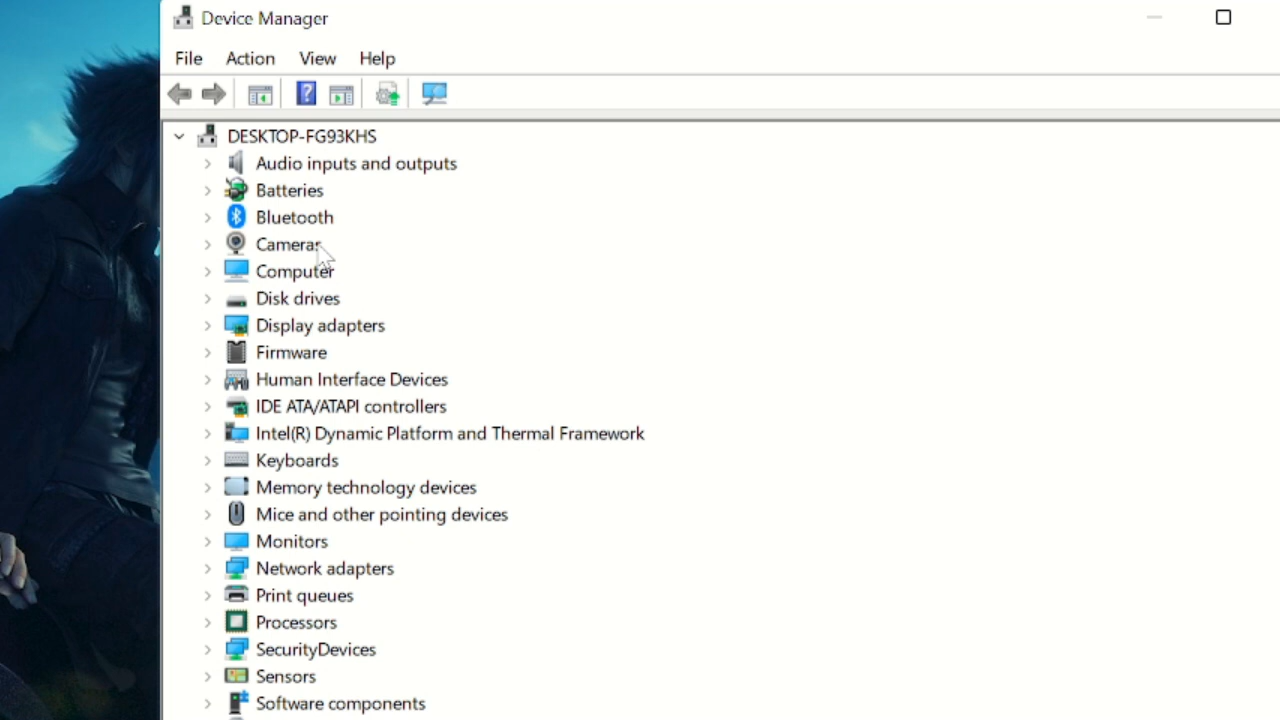 Device Manager
File Action View Help
DESKTOP-FG93KHS
Audio inputs and outputs
Batteries
Bluetooth
Cameras
Computer
Disk drives
Display adapters
Firmware
Human Interface Devices
IDE ATA/ATAPI controllers
Intel(R) Dynamic Platform and Thermal Framework
Keyboards
Memory technology devices
Mice and other pointing devices
Monitors
Network adapters
Print queues
Processors
SecurityDevices
Sensors
Software components